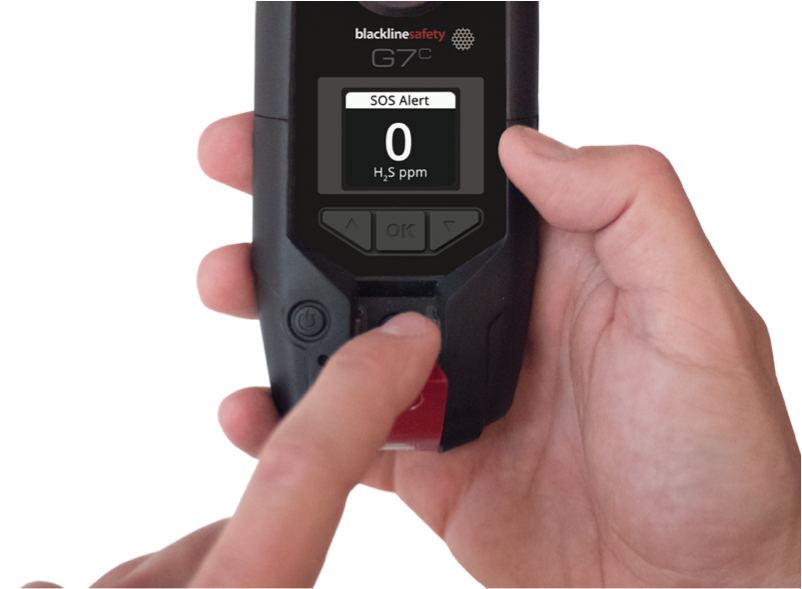 blacklinesafety
G7c
SOS Alert
0
H₂S ppm
OK